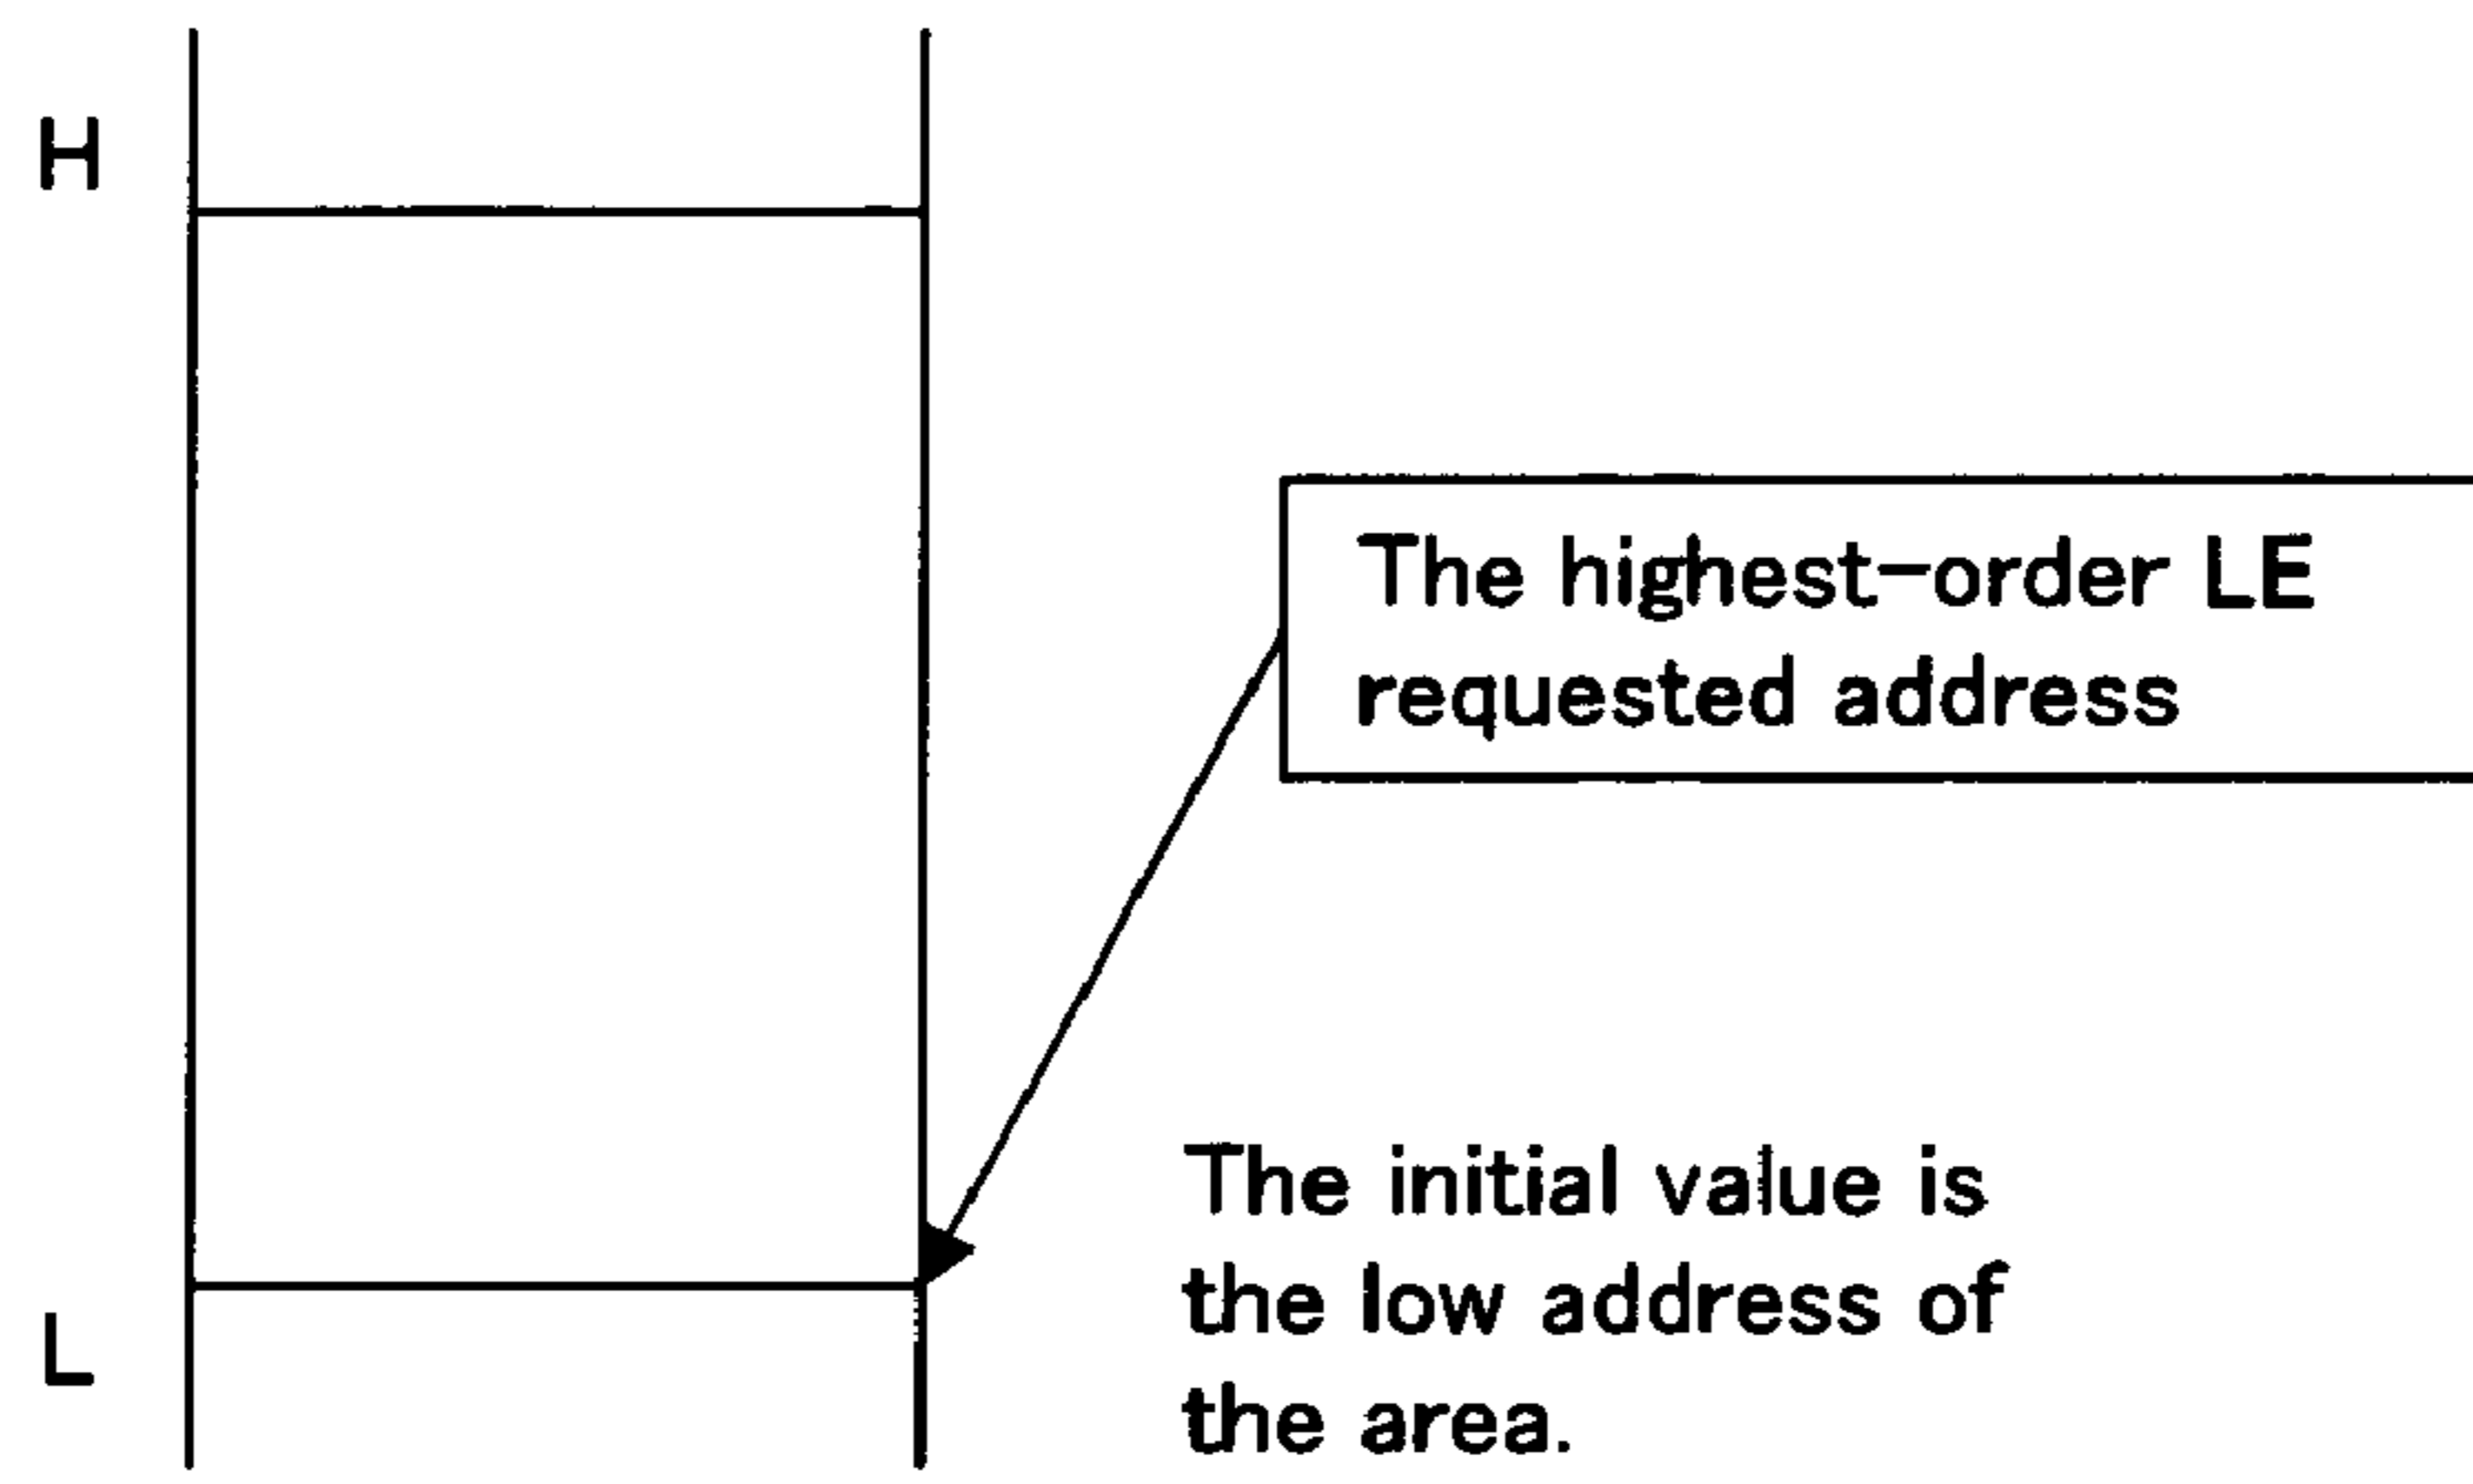 H
The highest-order LE
requested address
The initial value is
the low address of
the area.
L